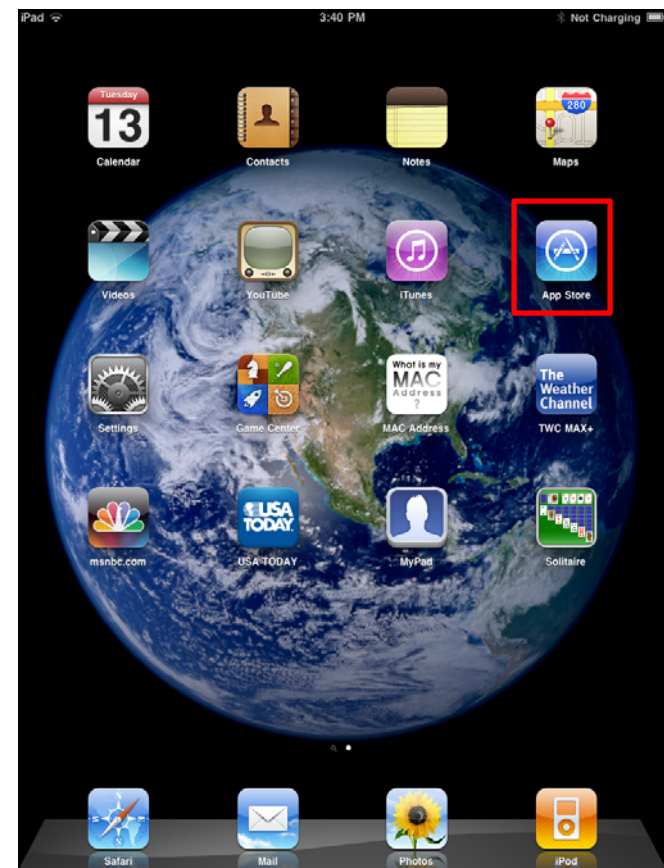 iPad 3:40 PM Not Charging
Tuesday
13
280
Calendar Contacts Notes Maps
Videos YouTube iTunes App Store
What is my
MAC
Address
?
The
Weather
Channel
Settings Game Center MAC Address TWC MAX+
USA
TODAY
msnbc.com USA TODAY MyPad Solitaire
Safari Mail Photos iPod